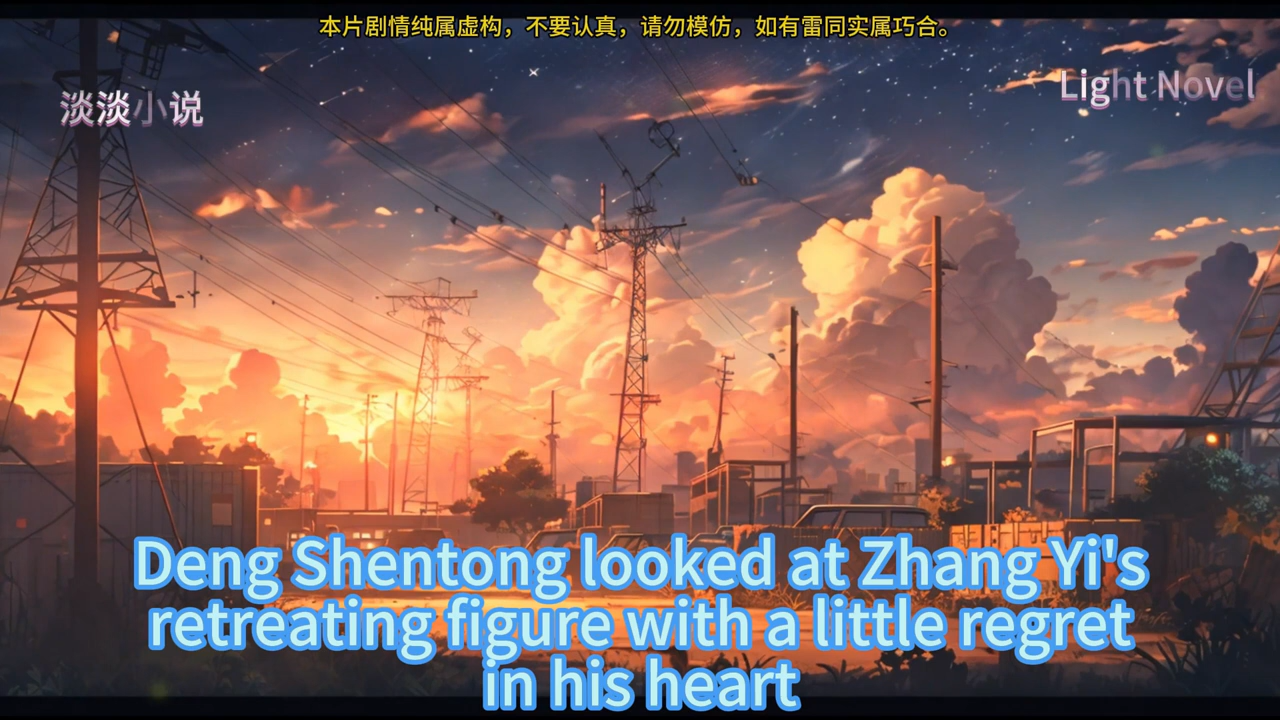 本片剧情纯属虚构，不要认真，请勿模仿，如有雷同实属巧合。
淡淡小说
Light Novel
Deng Shentong looked at Zhang Yi's
retreating figure with a little regret
in his heart